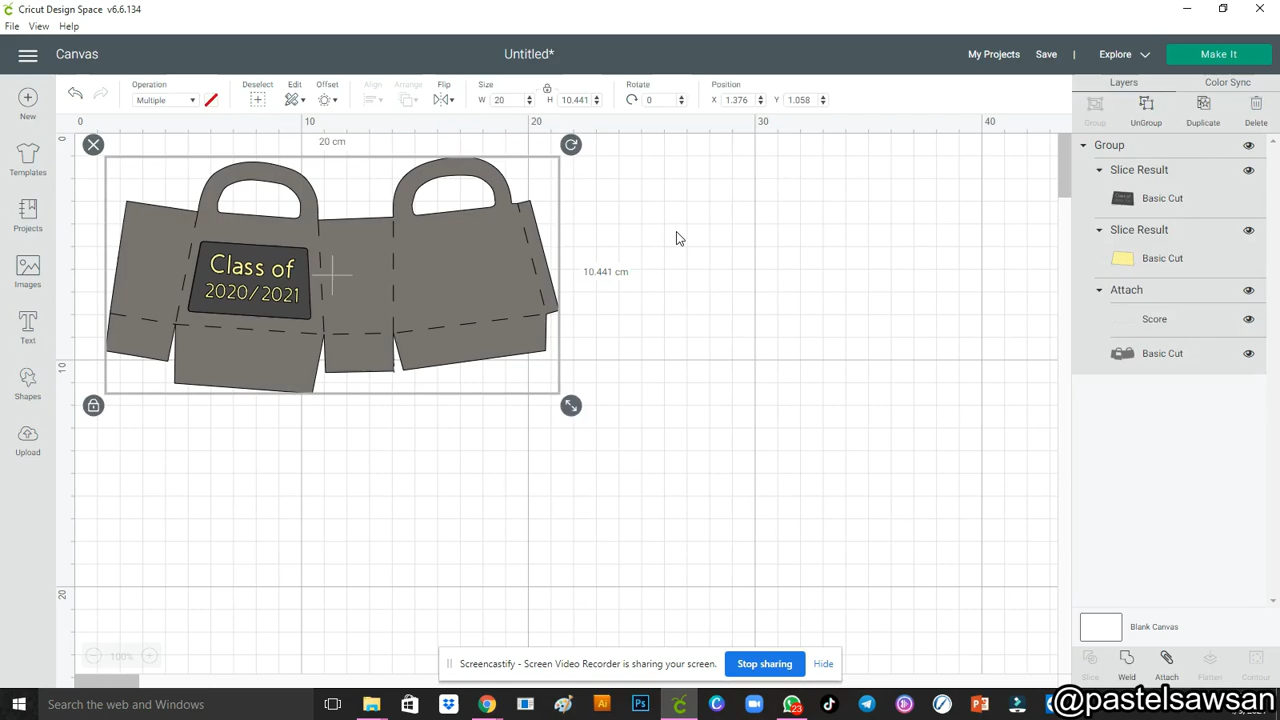 Cricut Design Space v6.6.134
File View Help
Canvas
Untitled*
My Projects Save | Explore Make It
Operation Deselect Edit Offset Align Arrange Flip Size Rotate Position
Multiple W 20 H 10.441 0 X 1.376 Y 1.058
Layers Color Sync
Group UnGroup Duplicate Delete
New
Templates
Projects
Images
Text
Shapes
Upload
0 10 20 30 40
20 cm
10.441 cm
0
10
20
Class of
2020/2021
Group
Slice Result
Basic Cut
Slice Result
Basic Cut
Attach
Score
Basic Cut
Blank Canvas
Slice Weld Attach Flatten Contour
100%
Screencastify - Screen Video Recorder is sharing your screen. Stop sharing Hide
Search the web and Windows
23
@pastelsawsan